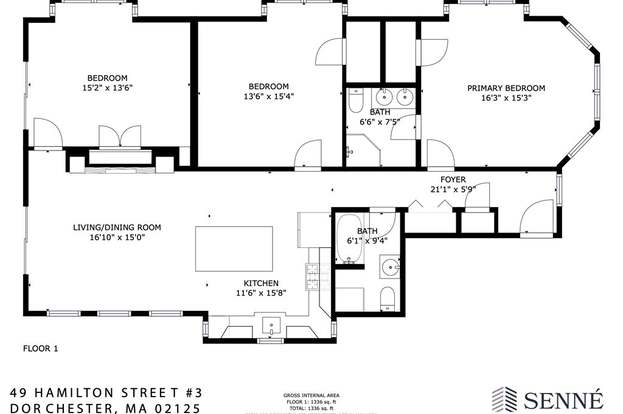 BEDROOM
15'2" x 13'6"
BEDROOM
13'6" x 15'4"
PRIMARY BEDROOM
16'3" x 15'3"
BATH
6'6" x 7'5"
FOYER
21'1" x 5'9"
LIVING/DINING ROOM
16'10" x 15'0"
BATH
6'1" x 9'4"
KITCHEN
11'6" x 15'8"
FLOOR 1
49 HAMILTON STREET #3
DORCHESTER, MA 02125
GROSS INTERNAL AREA
FLOOR 1: 1336 sq. ft
TOTAL: 1336 sq. ft
SENNÉ